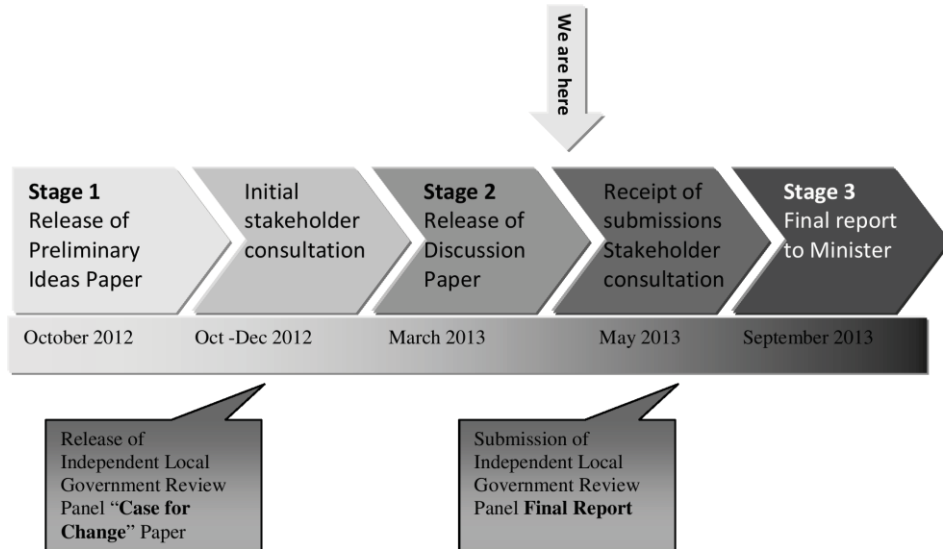 We are here
Stage 1
Release of
Preliminary
Ideas Paper
Initial
stakeholder
consultation
Stage 2
Release of
Discussion
Paper
Receipt of
submissions
Stakeholder
consultation
Stage 3
Final report
to Minister
October 2012
Oct -Dec 2012
March 2013
May 2013
September 2013
Release of
Independent Local
Government Review
Panel “Case for
Change” Paper
Submission of
Independent Local
Government Review
Panel Final Report